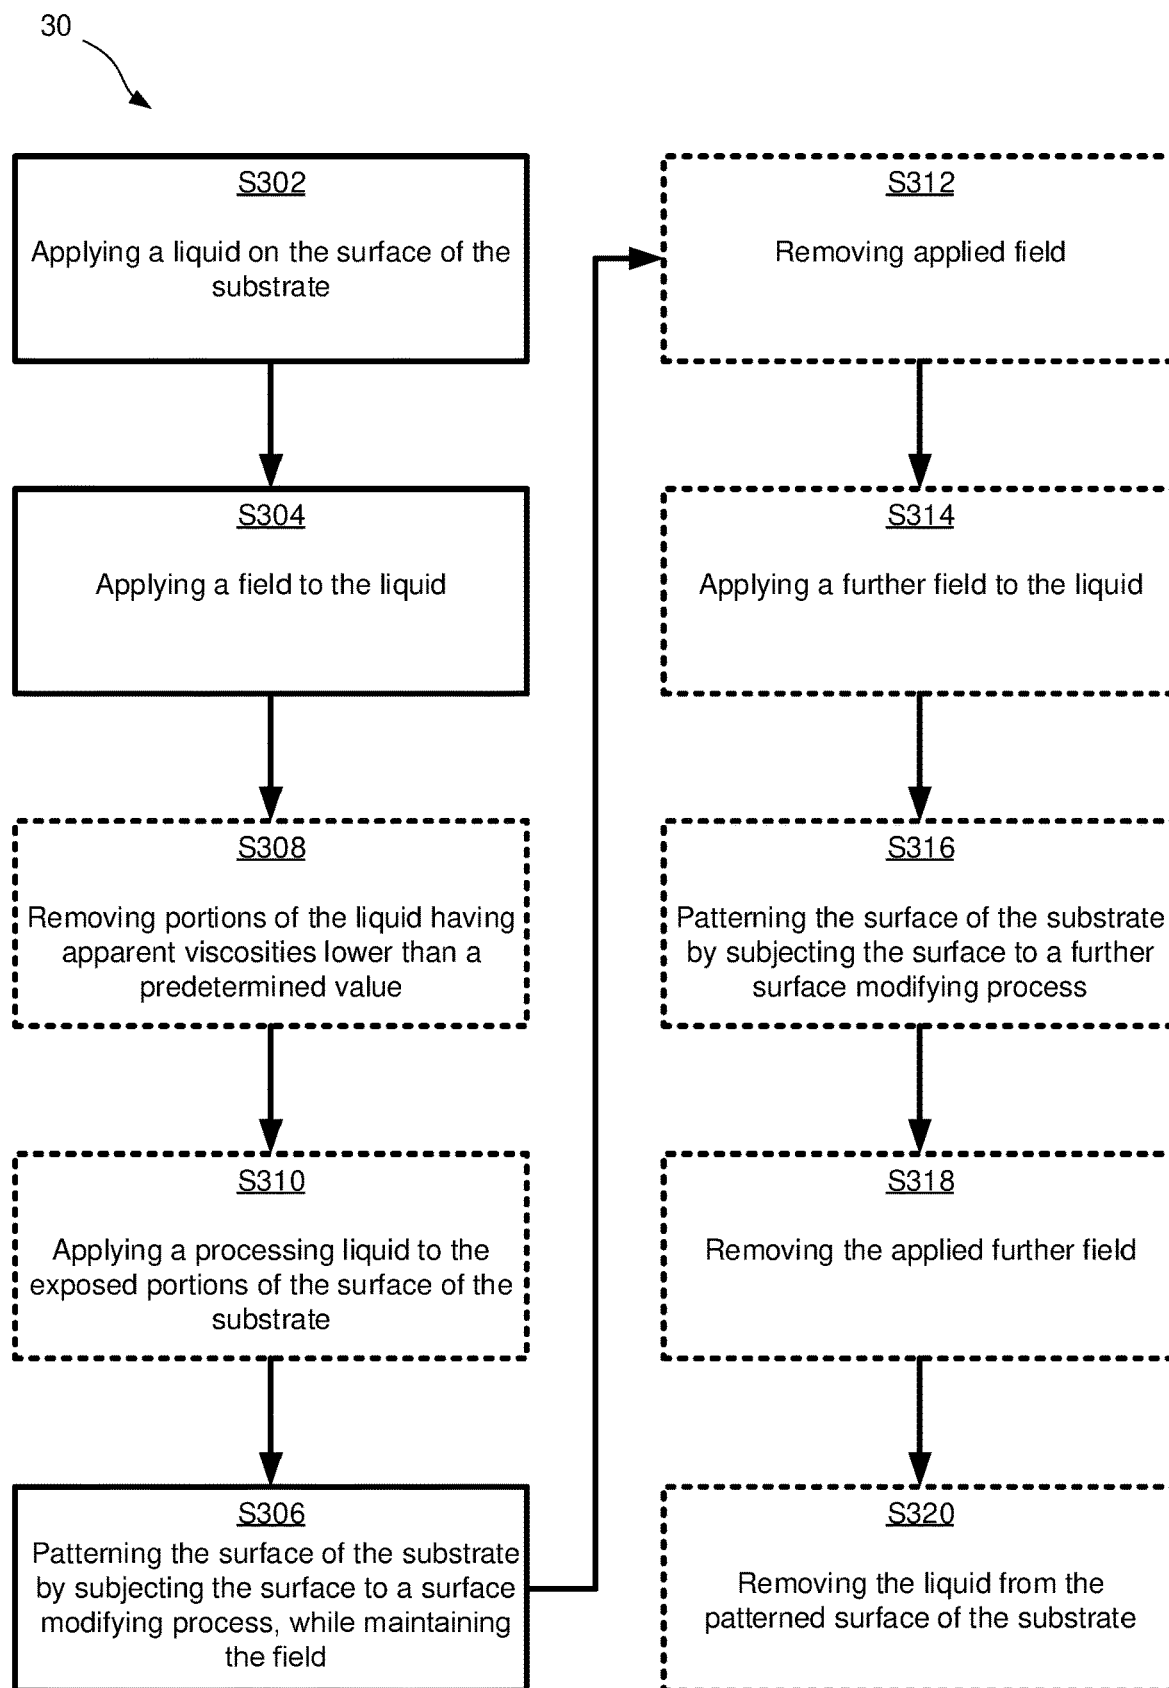 30
S302
Applying a liquid on the surface of the
substrate
S304
Applying a field to the liquid
S308
Removing portions of the liquid having
apparent viscosities lower than a
predetermined value
S310
Applying a processing liquid to the
exposed portions of the surface of the
substrate
S306
Patterning the surface of the substrate
by subjecting the surface to a surface
modifying process, while maintaining
the field
S312
Removing applied field
S314
Applying a further field to the liquid
S316
Patterning the surface of the substrate
by subjecting the surface to a further
surface modifying process
S318
Removing the applied further field
S320
Removing the liquid from the
patterned surface of the substrate